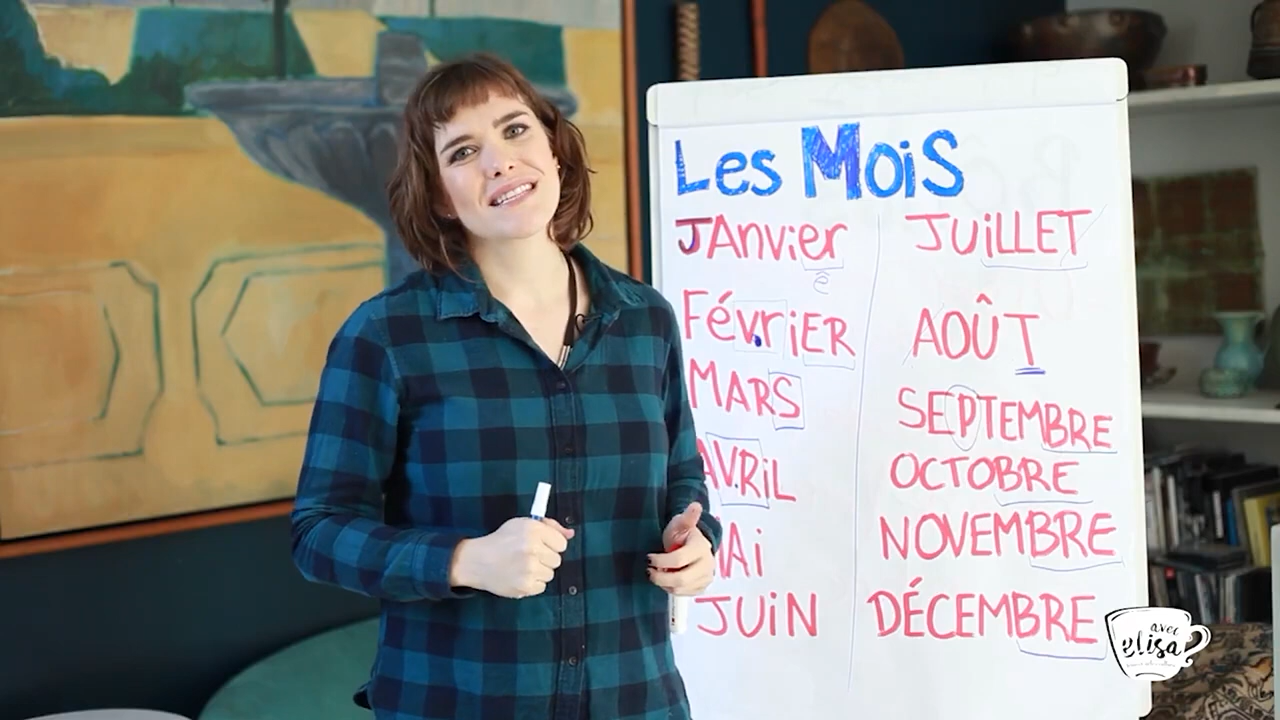 Les Mois
JAnvier
ê
FévriER
MARS
AVRiL
MAi
JUiN
JUiLLET
AOÛT
SEPTEMBRE
OCTOBRE
NOVEMBRE
DÉCEMBRE
avec
elisa